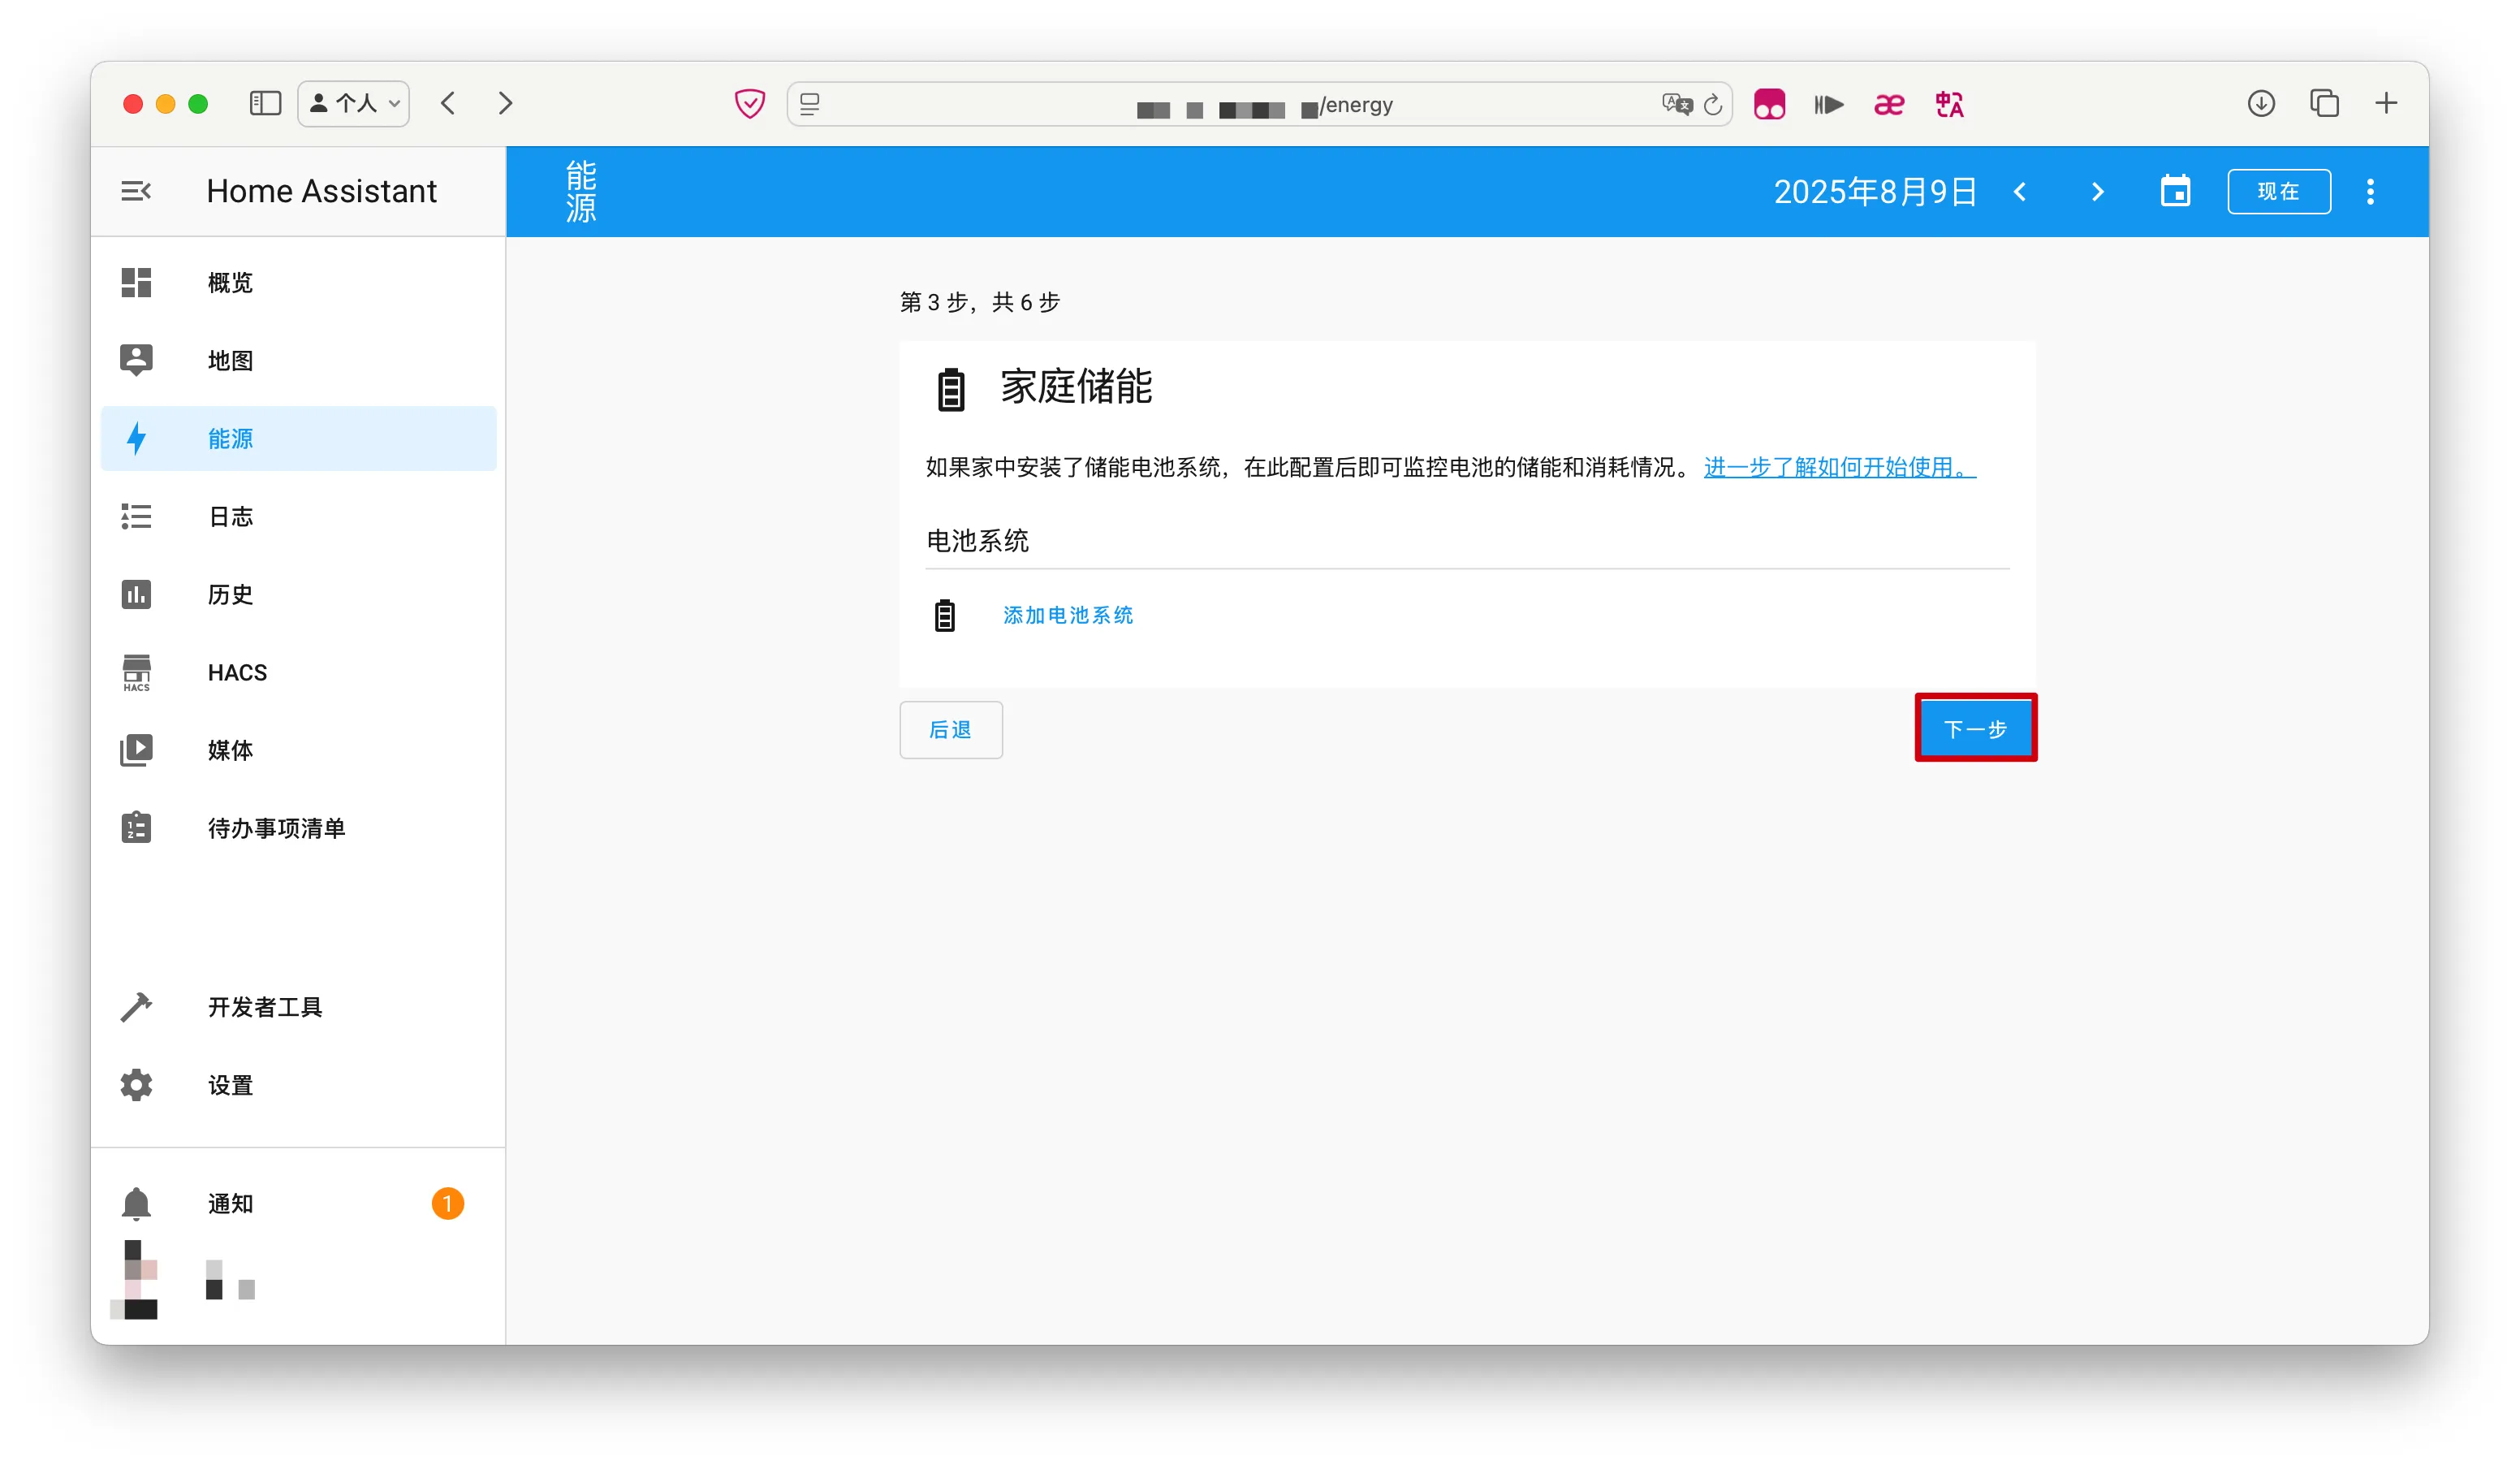 个人
/energy
Home Assistant
能源
2025年8月9日
现在
概览
地图
能源
日志
历史
HACS
HACS
媒体
待办事项清单
开发者工具
设置
通知
1
第 3 步，共 6 步
家庭储能
如果家中安装了储能电池系统，在此配置后即可监控电池的储能和消耗情况。 进一步了解如何开始使用。
电池系统
添加电池系统
后退
下一步